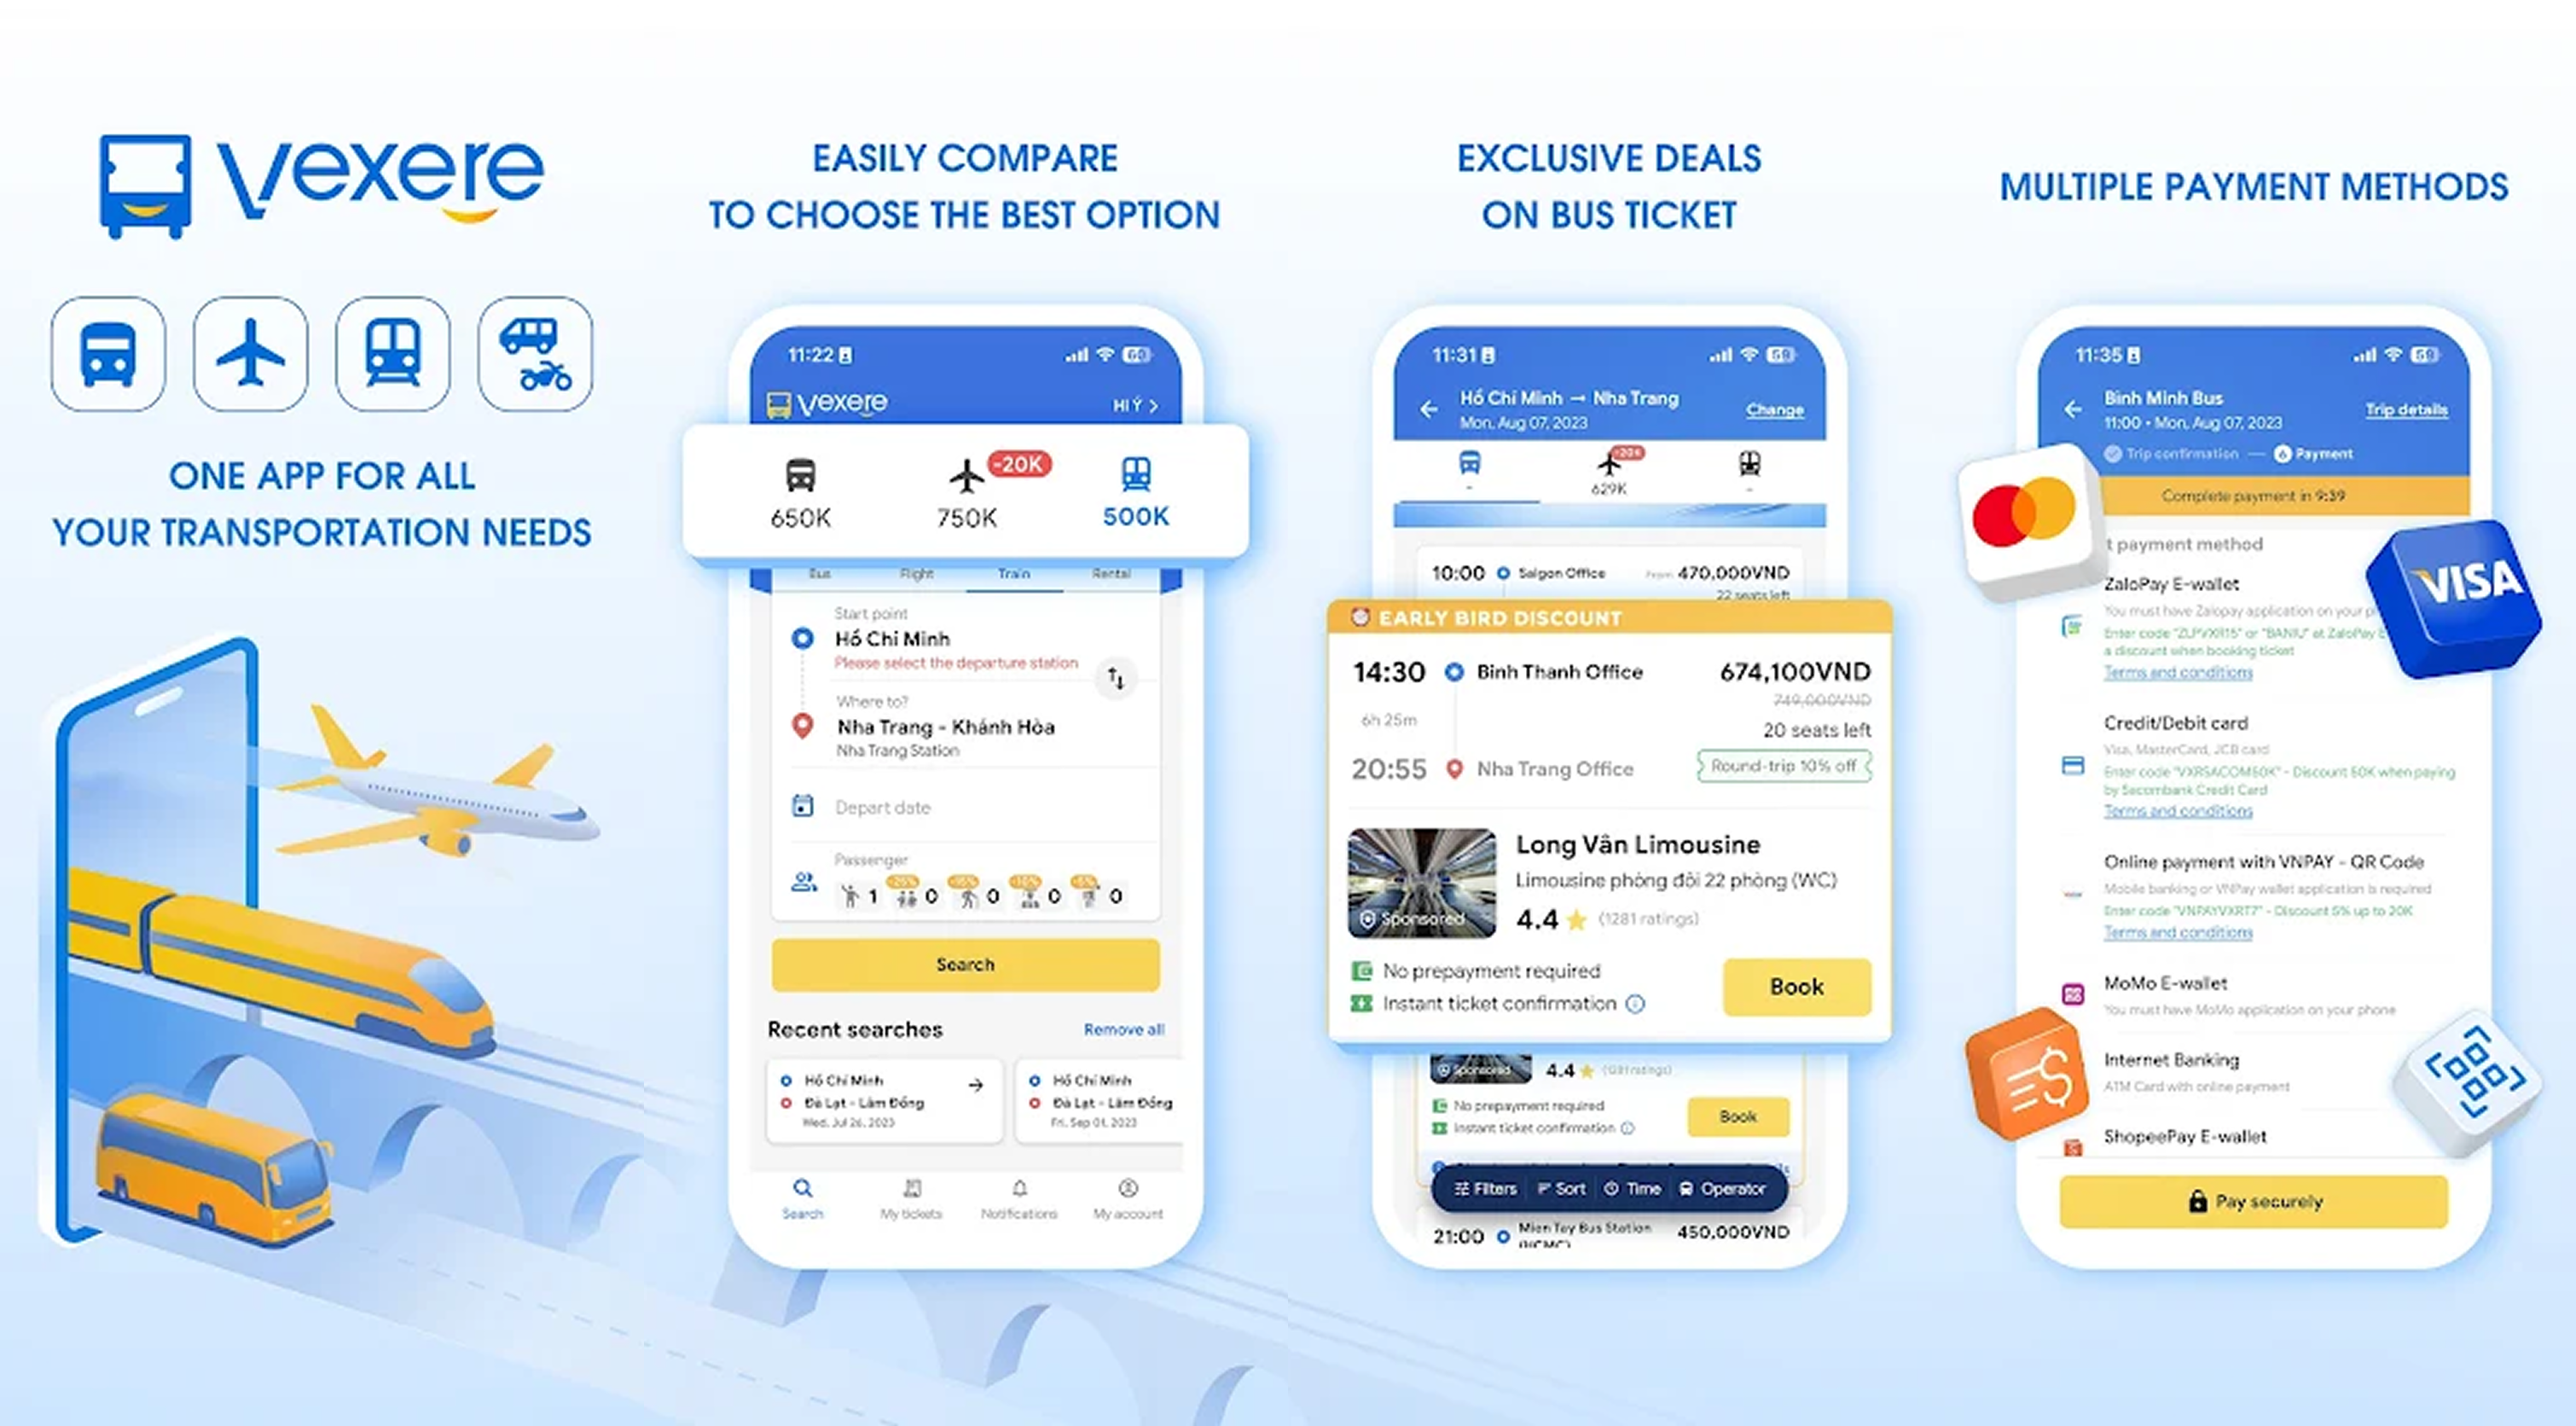 Vexere
ONE APP FOR ALL
YOUR TRANSPORTATION NEEDS
EASILY COMPARE
TO CHOOSE THE BEST OPTION
11:22
Vexere
HI Ý
-20K
650K
750K
500K
Bus
Flight
Train
Rental
Start point
Hồ Chí Minh
Please select the departure station
Where to?
Nha Trang - Khánh Hòa
Nha Trang Station
Depart date
Passenger
1
0
0
0
0
Search
Recent searches
Remove all
Hồ Chí Minh
Đà Lạt - Lâm Đồng
Wed, Jul 26, 2023
Hồ Chí Minh
Đà Lạt - Lâm Đồng
Fri, Sep 01, 2023
Search
My tickets
Notifications
My account
EXCLUSIVE DEALS
ON BUS TICKET
11:31
Hồ Chí Minh → Nha Trang
Mon, Aug 07, 2023
Change
-20K
-
629K
-
10:00
Saigon Office
From 470,000VND
22 seats left
EARLY BIRD DISCOUNT
14:30
Binh Thanh Office
674,100VND
749,000VND
6h 25m
20 seats left
20:55
Nha Trang Office
Round-trip 10% off
Long Vân Limousine
Limousine phòng đôi 22 phòng (WC)
Sponsored
4.4
(1281 ratings)
No prepayment required
Instant ticket confirmation
Book
Sponsored
4.4
(1281 ratings)
No prepayment required
Instant ticket confirmation
Book
Filters
Sort
Time
Operator
21:00
Mien Tay Bus Station
450,000VND
MULTIPLE PAYMENT METHODS
11:35
Binh Minh Bus
11:00 • Mon, Aug 07, 2023
Trip details
Trip confirmation
Payment
Complete payment in 9:39
t payment method
VISA
ZaloPay E-wallet
You must have Zalopay application on your
Enter code "ZLPVXR15" or "BANIU" at ZaloPay
a discount when booking ticket
Terms and conditions
Credit/Debit card
Visa, MasterCard, JCB card
Enter code "VXRSACOM50K" - Discount 50K when paying
by Sacombank Credit Card
Terms and conditions
Online payment with VNPAY - QR Code
Mobile banking or VNPay wallet application is required
Enter code "VNPAYVXRT7" - Discount 5% up to 20K
Terms and conditions
MoMo E-wallet
You must have MoMo application on your phone
Internet Banking
ATM Card with online payment
ShopeePay E-wallet
Pay securely